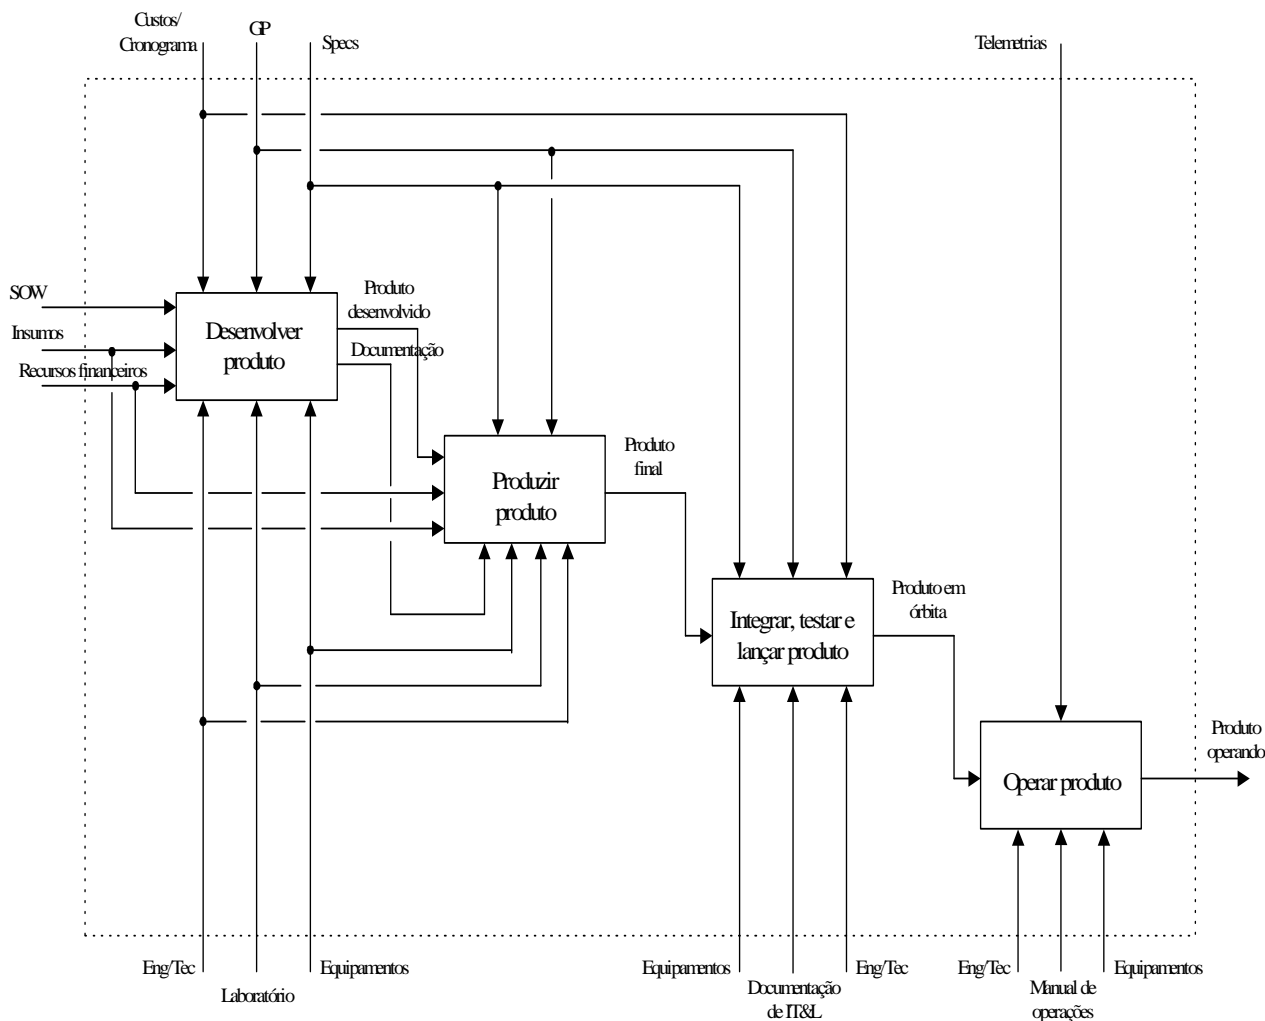 Custos/
Cronograma
GP
Specs
Telemetrias
SOW
Insumos
Recursos financeiros
Desenvolver
produto
Produto
desenvolvido
Documentação
Produzir
produto
Produto
final
Integrar, testar e
lançar produto
Produto em
órbita
Operar produto
Produto
operando
Eng/Tec
Laboratório
Equipamentos
Equipamentos
Documentação
de IT&L
Eng/Tec
Eng/Tec
Manual de
operações
Equipamentos